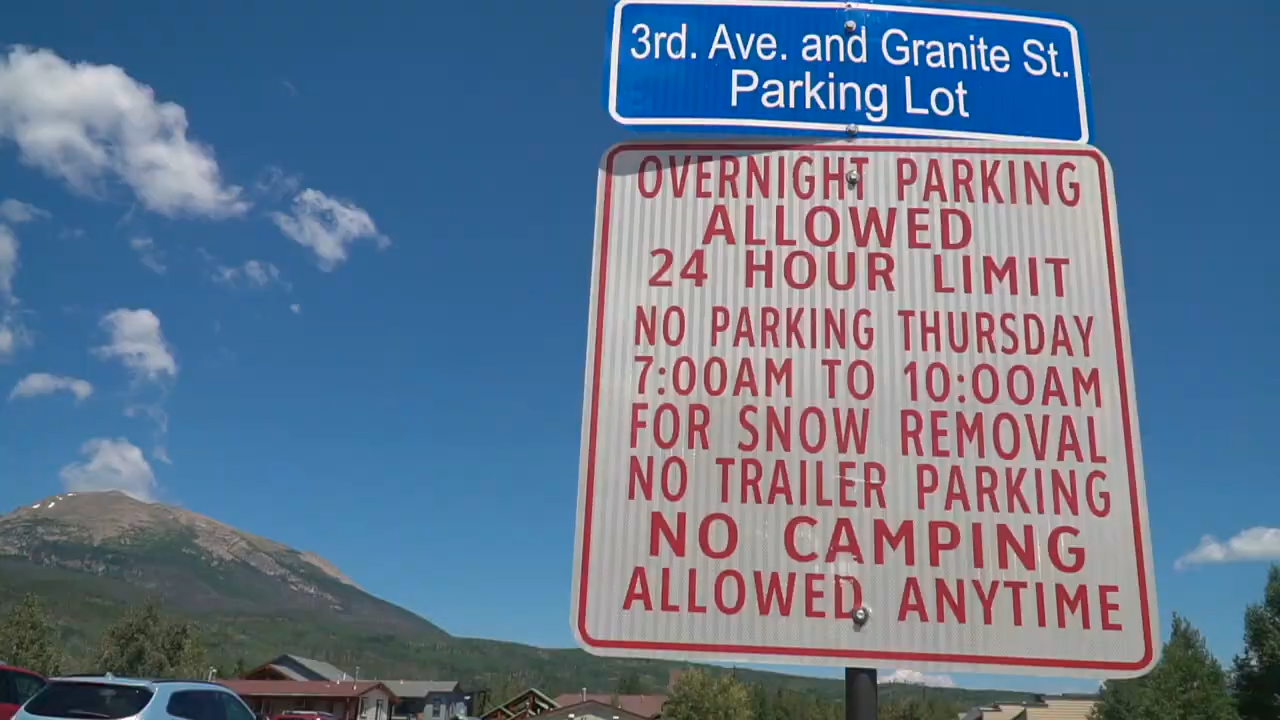 3rd. Ave. and Granite St.
Parking Lot
OVERNIGHT PARKING
ALLOWED
24 HOUR LIMIT
NO PARKING THURSDAY
7:00AM TO 10:00AM
FOR SNOW REMOVAL
NO TRAILER PARKING
NO CAMPING
ALLOWED ANYTIME